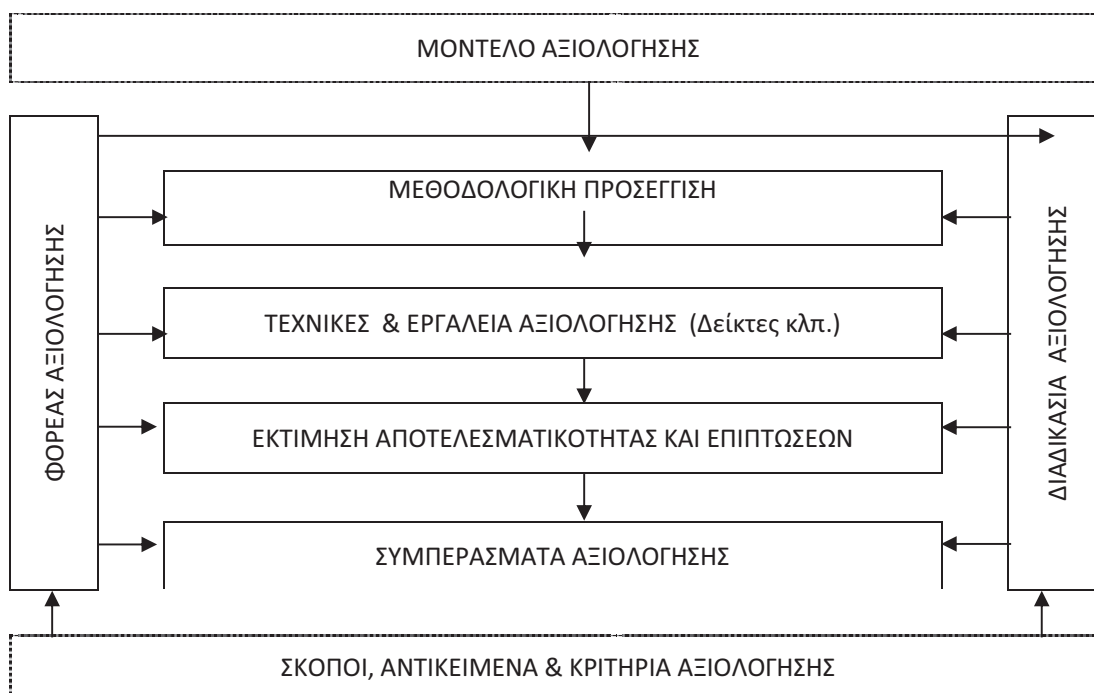 ΜΟΝΤΕΛΟ ΑΞΙΟΛΟΓΗΣΗΣ
ΦΟΡΕΑΣ ΑΞΙΟΛΟΓΗΣΗΣ
ΜΕΘΟΔΟΛΟΓΙΚΗ ΠΡΟΣΕΓΓΙΣΗ
ΤΕΧΝΙΚΕΣ & ΕΡΓΑΛΕΙΑ ΑΞΙΟΛΟΓΗΣΗΣ (Δείκτες κλπ.)
ΕΚΤΙΜΗΣΗ ΑΠΟΤΕΛΕΣΜΑΤΙΚΟΤΗΤΑΣ ΚΑΙ ΕΠΙΠΤΩΣΕΩΝ
ΣΥΜΠΕΡΑΣΜΑΤΑ ΑΞΙΟΛΟΓΗΣΗΣ
ΔΙΑΔΙΚΑΣΙΑ ΑΞΙΟΛΟΓΗΣΗΣ
ΣΚΟΠΟΙ, ΑΝΤΙΚΕΙΜΕΝΑ & ΚΡΙΤΗΡΙΑ ΑΞΙΟΛΟΓΗΣΗΣ